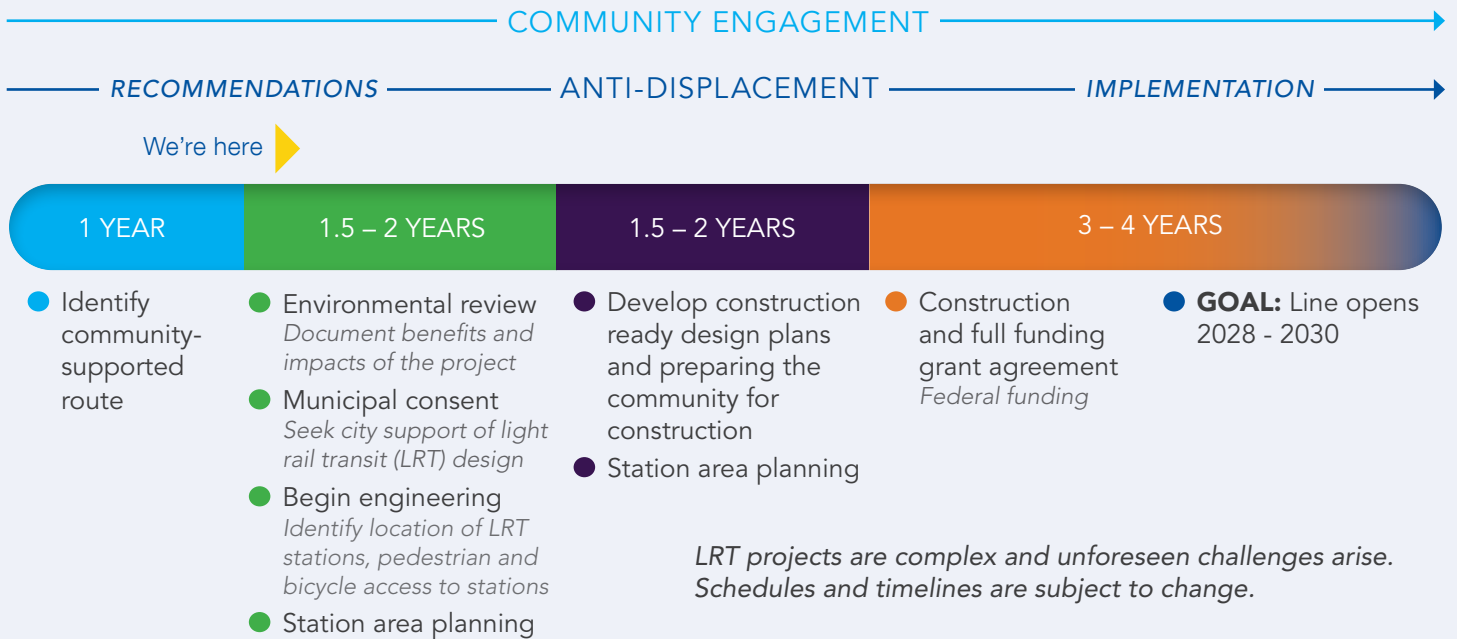 COMMUNITY ENGAGEMENT
RECOMMENDATIONS ANTI-DISPLACEMENT IMPLEMENTATION
We're here
1 YEAR
1.5 – 2 YEARS
1.5 – 2 YEARS
3 – 4 YEARS
Identify
community-
supported
route
Environmental review
Document benefits and
impacts of the project
Municipal consent
Seek city support of light
rail transit (LRT) design
Begin engineering
Identify location of LRT
stations, pedestrian and
bicycle access to stations
Station area planning
Develop construction
ready design plans
and preparing the
community for
construction
Station area planning
Construction
and full funding
grant agreement
Federal funding
GOAL: Line opens
2028 - 2030
LRT projects are complex and unforeseen challenges arise.
Schedules and timelines are subject to change.